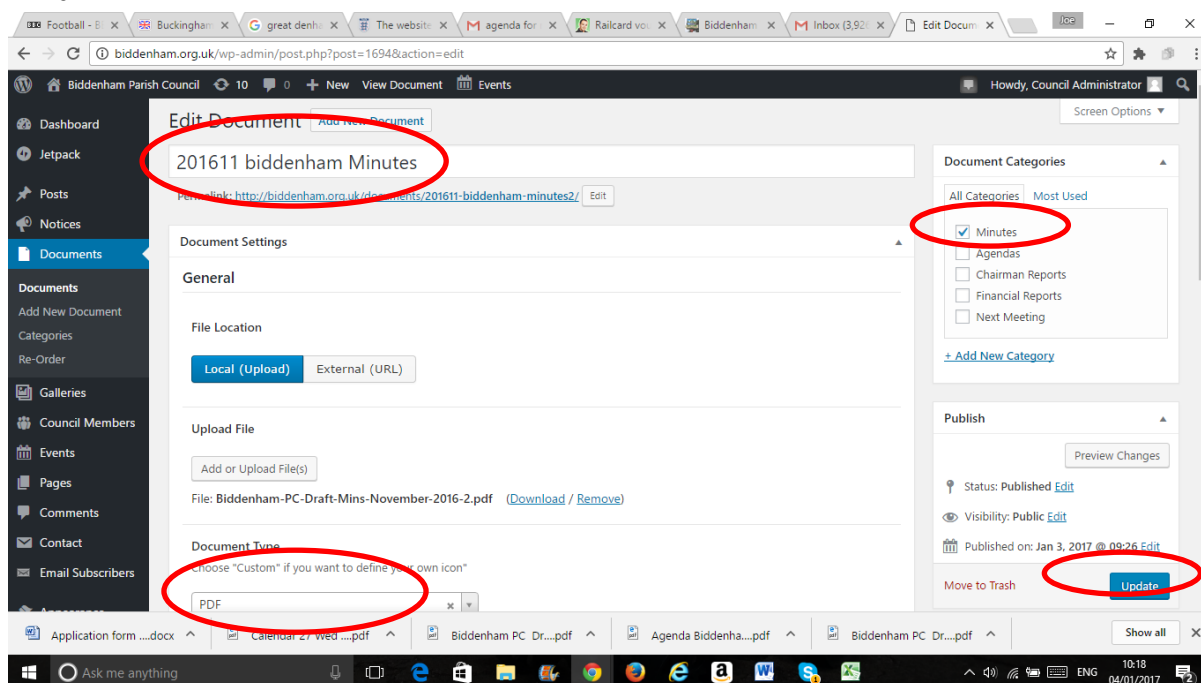 Football - B
Buckingham
great denha
The website
agenda for
Railcard vou
Biddenham
Inbox (3,92
Edit Docum
Joe
biddenham.org.uk/wp-admin/post.php?post=1694&action=edit
Biddenham Parish Council 10 0 + New View Document Events Howdy, Council Administrator
Screen Options
Dashboard
Jetpack
Posts
Notices
Documents
Documents
Add New Document
Categories
Re-Order
Galleries
Council Members
Events
Pages
Comments
Contact
Email Subscribers
Appearance
Edit Document Add New Document
201611 biddenham Minutes
Permalink: http://biddenham.org.uk/documents/201611-biddenham-minutes2/ Edit
Document Settings
General
File Location
Local (Upload) External (URL)
Upload File
Add or Upload File(s)
File: Biddenham-PC-Draft-Mins-November-2016-2.pdf (Download / Remove)
Document Type
Choose "Custom" if you want to define your own icon"
PDF
Document Categories
All Categories Most Used
Minutes
Agendas
Chairman Reports
Financial Reports
Next Meeting
+ Add New Category
Publish
Preview Changes
Status: Published Edit
Visibility: Public Edit
Published on: Jan 3, 2017 @ 09:26 Edit
Move to Trash Update
Application form ....docx
Calendar 27 Wed ....pdf
Biddenham PC Dr....pdf
Agenda Biddenha....pdf
Biddenham PC Dr....pdf
Show all
Ask me anything
ENG
10:18
04/01/2017